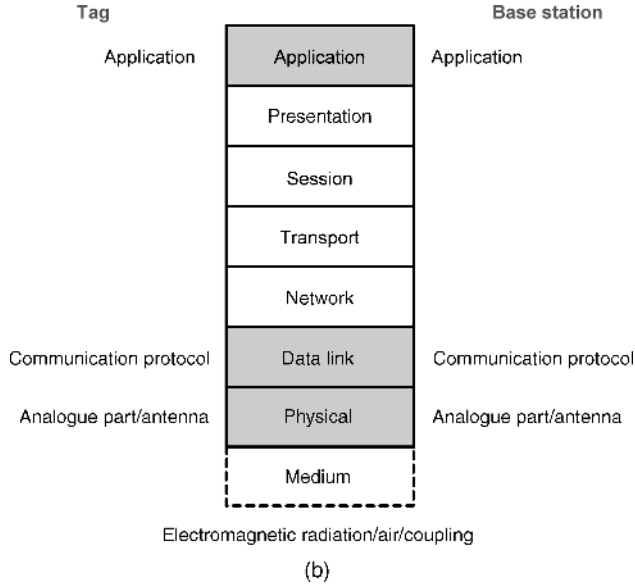 Tag Base station
Application Application Application
Presentation
Session
Transport
Network
Communication protocol Data link Communication protocol
Analogue part/antenna Physical Analogue part/antenna
Medium
Electromagnetic radiation/air/coupling
(b)